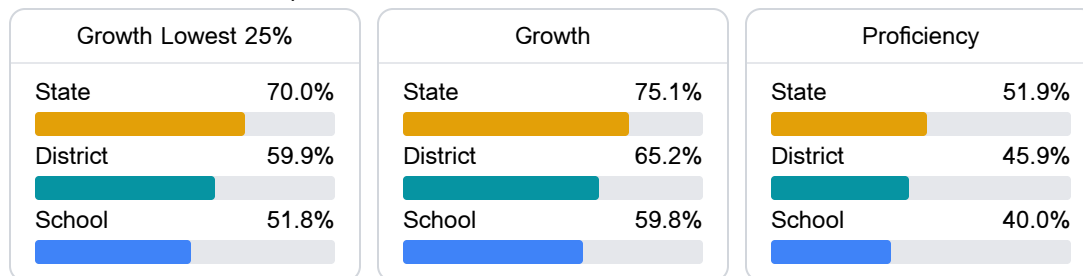 Growth Lowest 25%
State 70.0%
District 59.9%
School 51.8%
Growth
State 75.1%
District 65.2%
School 59.8%
Proficiency
State 51.9%
District 45.9%
School 40.0%